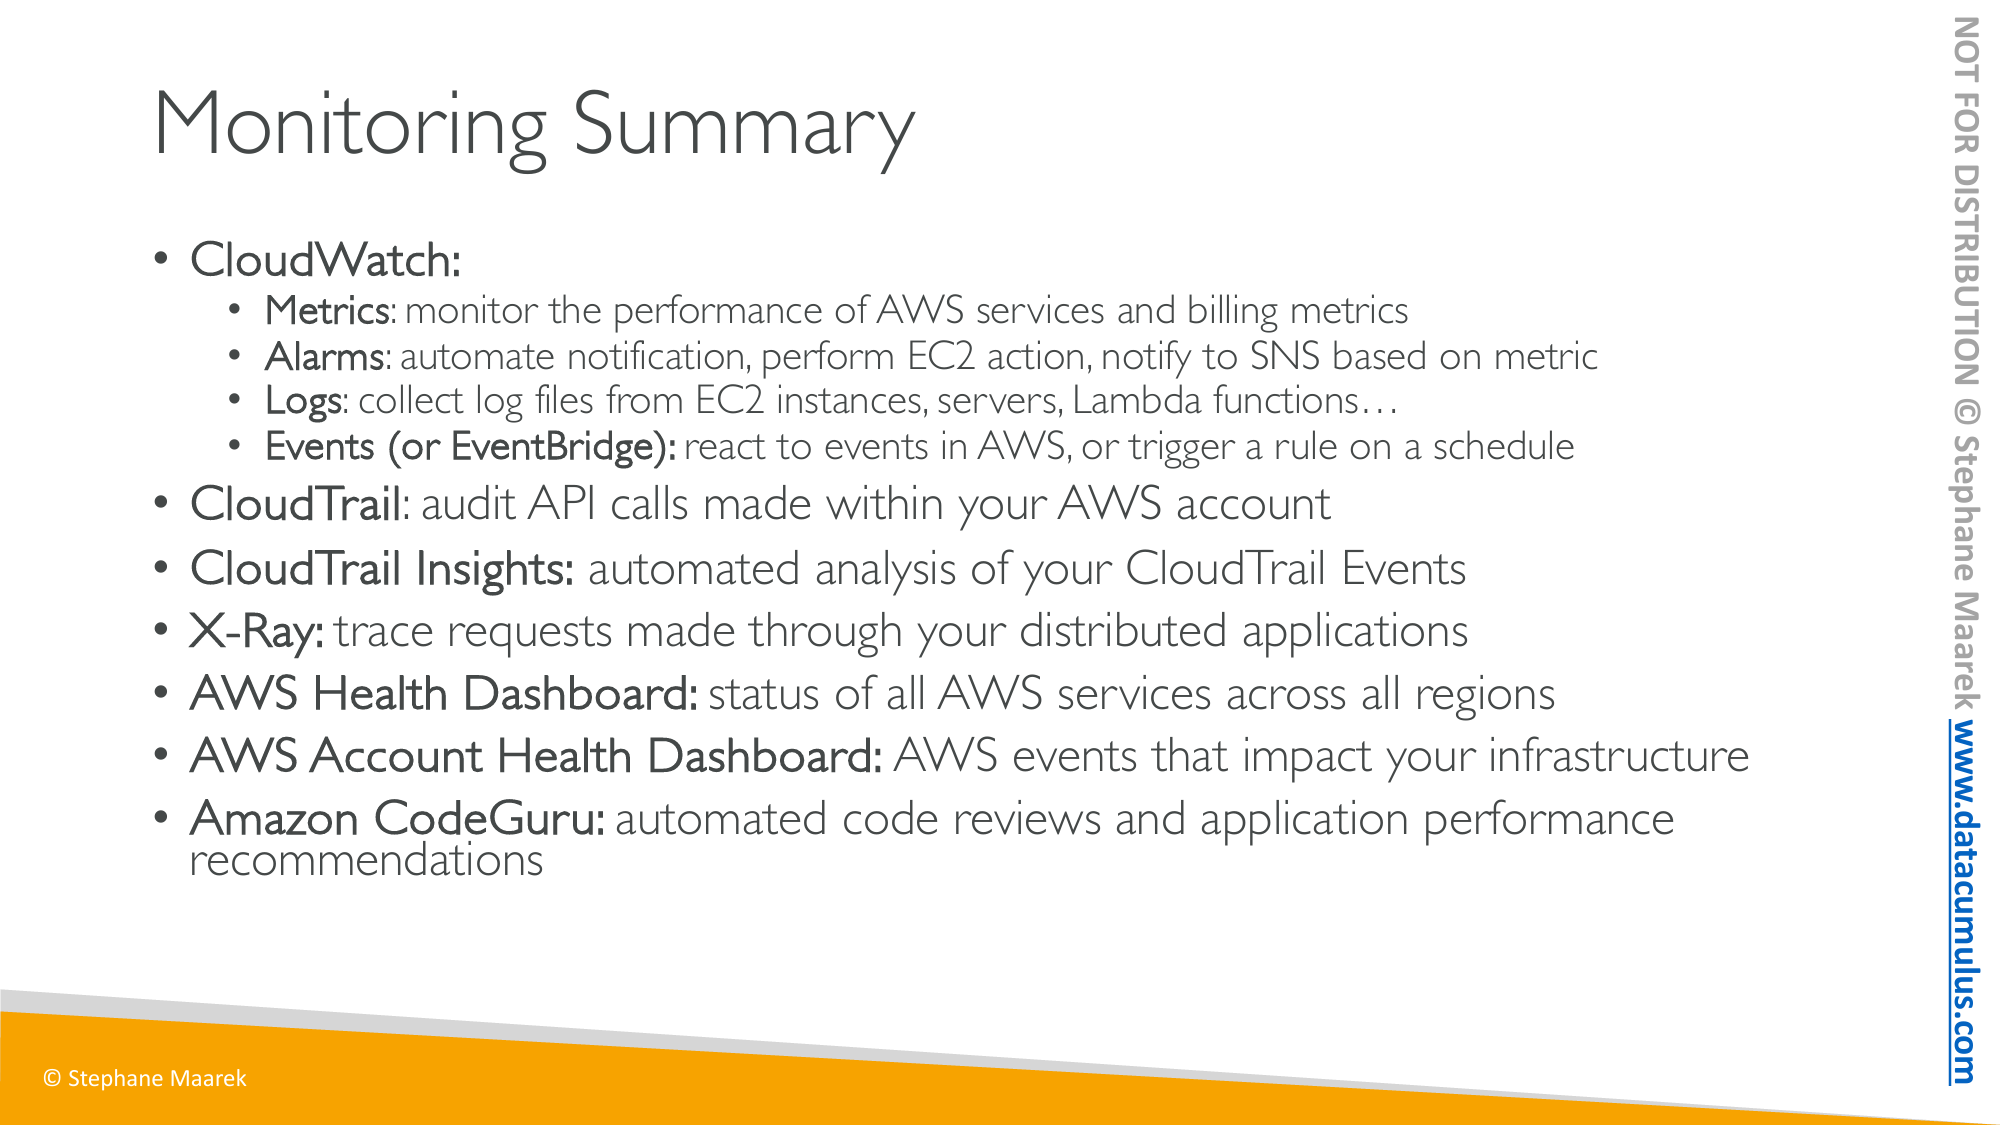 Monitoring Summary
• CloudWatch:
• Metrics: monitor the performance of AWS services and billing metrics
• Alarms: automate notification, perform EC2 action, notify to SNS based on metric
• Logs: collect log files from EC2 instances, servers, Lambda functions…
• Events (or EventBridge): react to events in AWS, or trigger a rule on a schedule
• CloudTrail: audit API calls made within your AWS account
• CloudTrail Insights: automated analysis of your CloudTrail Events
• X-Ray: trace requests made through your distributed applications
• AWS Health Dashboard: status of all AWS services across all regions
• AWS Account Health Dashboard: AWS events that impact your infrastructure
• Amazon CodeGuru: automated code reviews and application performance
recommendations
© Stephane Maarek
NOT FOR DISTRIBUTION © Stephane Maarek www.datacumulus.com